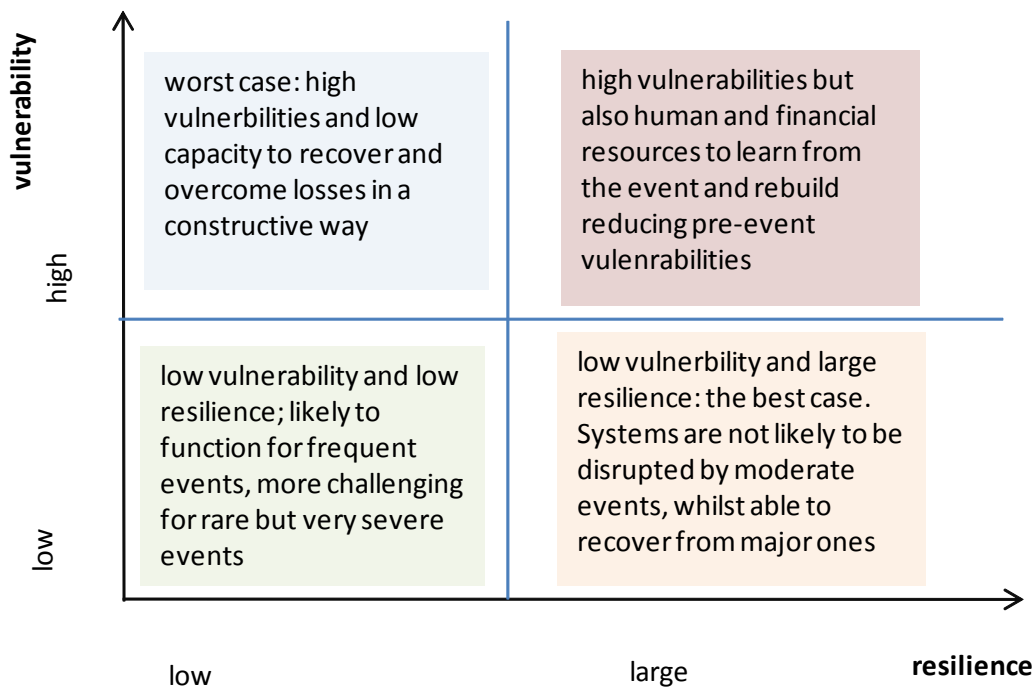 vulnerability
high
low
worst case: high
vulnerbilities and low
capacity to recover and
overcome losses in a
constructive way
high vulnerabilities but
also human and financial
resources to learn from
the event and rebuild
reducing pre-event
vulenrabilities
low vulnerability and low
resilience; likely to
function for frequent
events, more challenging
for rare but very severe
events
low vulnerbility and large
resilience: the best case.
Systems are not likely to be
disrupted by moderate
events, whilst able to
recover from major ones
low
large
resilience